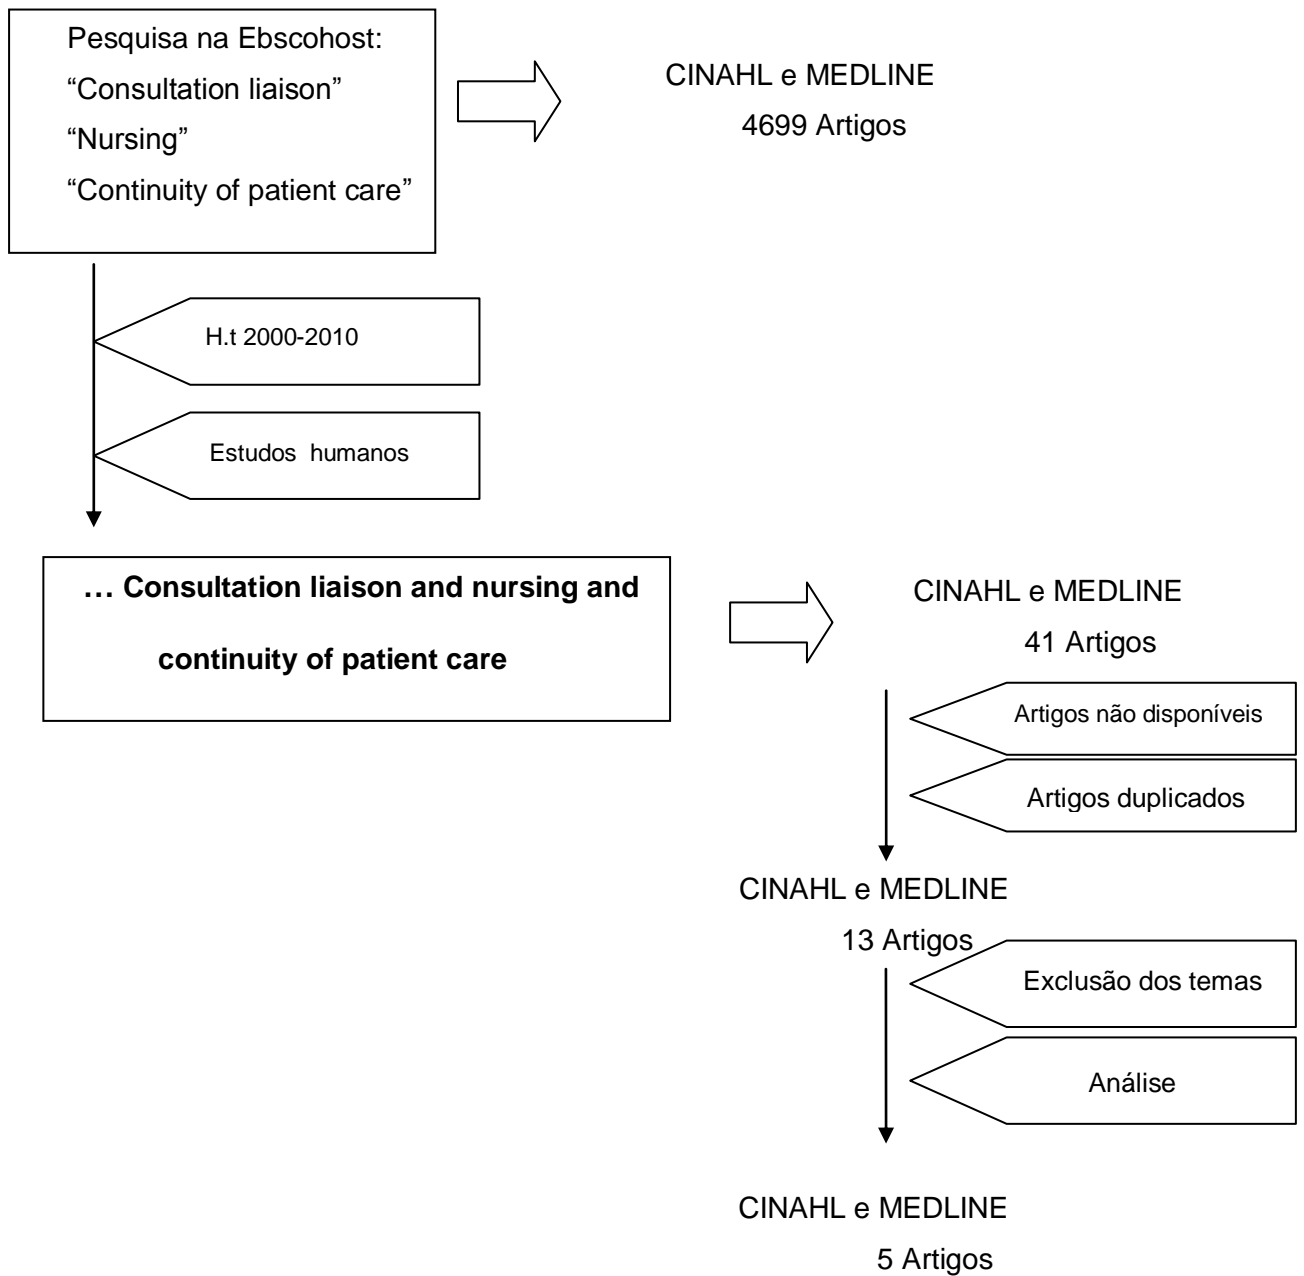 Pesquisa na Ebscohost:
“Consultation liaison”
“Nursing”
“Continuity of patient care”
CINAHL e MEDLINE
4699 Artigos
H.t 2000-2010
Estudos humanos
… Consultation liaison and nursing and
continuity of patient care
CINAHL e MEDLINE
41 Artigos
Artigos não disponíveis
Artigos duplicados
CINAHL e MEDLINE
13 Artigos
Exclusão dos temas
Análise
CINAHL e MEDLINE
5 Artigos